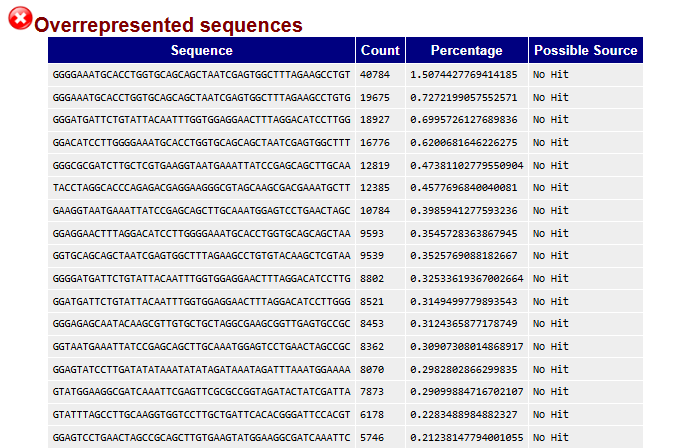 Overrepresented sequences
Sequence Count Percentage Possible Source
GGGGAAATGCACCTGGTGCAGCAGCTAATCGAGTGGCTTTAGAAGCCTGT 40784 1.5074427769414185 No Hit
GGGAAATGCACCTGGTGCAGCAGCTAATCGAGTGGCTTTAGAAGCCTGTG 19675 0.7272199057552571 No Hit
GGGATGATTCTGTATTACAATTTGGTGGAGGAACTTTAGGACATCCTTGG 18927 0.6995726127689836 No Hit
GGACATCCTTGGGGAAATGCACCTGGTGCAGCAGCTAATCGAGTGGCTTT 16776 0.6200681646226275 No Hit
GGGCGCGATCTTGCTCGTGAAGGTAATGAAATTATCCGAGCAGCTTGCAA 12819 0.47381102779550904 No Hit
TACCTAGGCACCCAGAGACGAGGAAGGGCGTAGCAAGCGACGAAATGCTT 12385 0.4577696840040081 No Hit
GAAGGTAATGAAATTATCCGAGCAGCTTGCAAATGGAGTCCTGAACTAGC 10784 0.3985941277593236 No Hit
GGAGGAACTTTAGGACATCCTTGGGGAAATGCACCTGGTGCAGCAGCTAA 9593 0.3545728363867945 No Hit
GGTGCAGCAGCTAATCGAGTGGCTTTAGAAGCCTGTGTACAAGCTCGTAA 9539 0.3525769088182667 No Hit
GGGGATGATTCTGTATTACAATTTGGTGGAGGAACTTTAGGACATCCTTG 8802 0.32533619367002664 No Hit
GGATGATTCTGTATTACAATTTGGTGGAGGAACTTTAGGACATCCTTGGG 8521 0.3149499779893543 No Hit
GGGAGAGCAATACAAGCGTTGTGCTGCTAGGCGAAGCGGTTGAGTGCCGC 8453 0.3124365877178749 No Hit
GGTAATGAAATTATCCGAGCAGCTTGCAAATGGAGTCCTGAACTAGCCGC 8362 0.30907308014868917 No Hit
GGAGTATCCTTGATATATAAATATATAGATAAATAGATTTAAATGGAAAA 8070 0.2982802866299835 No Hit
GTATGGAAGGCGATCAAATTCGAGTTCGCGCCGGTAGATACTATCGATTA 7873 0.29099884716702107 No Hit
GTATTTAGCCTTGCAAGGTGGTCCTTGCTGATTCACACGGGATTCCACGT 6178 0.2283488984882327 No Hit
GGAGTCCTGAACTAGCCGCAGCTTGTGAAGTATGGAAGGCGATCAAATTC 5746 0.21238147794001055 No Hit